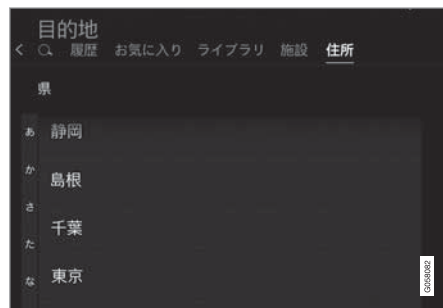 目的地
履歴 お気に入り ライブラリ 施設 住所
県
あ
静岡
か
島根
さ
千葉
た
な
東京
G058082